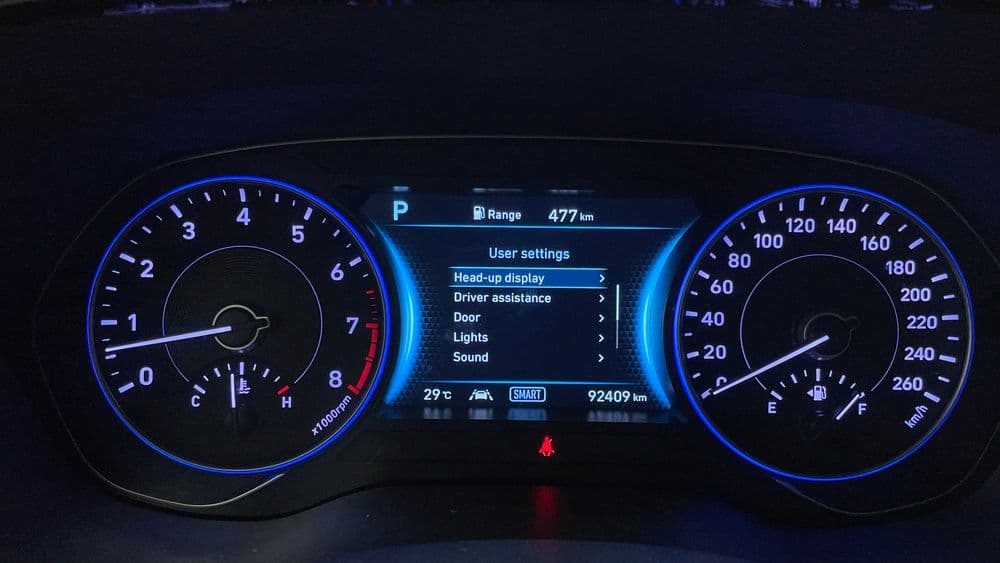 P Range 477 km
User settings
Head-up display >
Driver assistance >
Door >
Lights >
Sound >
29°C SMART 92409 km
0 1 2 3 4 5 6 7 8
x1000rpm
C H
0 20 40 60 80 100 120 140 160 180 200 220 240 260
km/h
E F